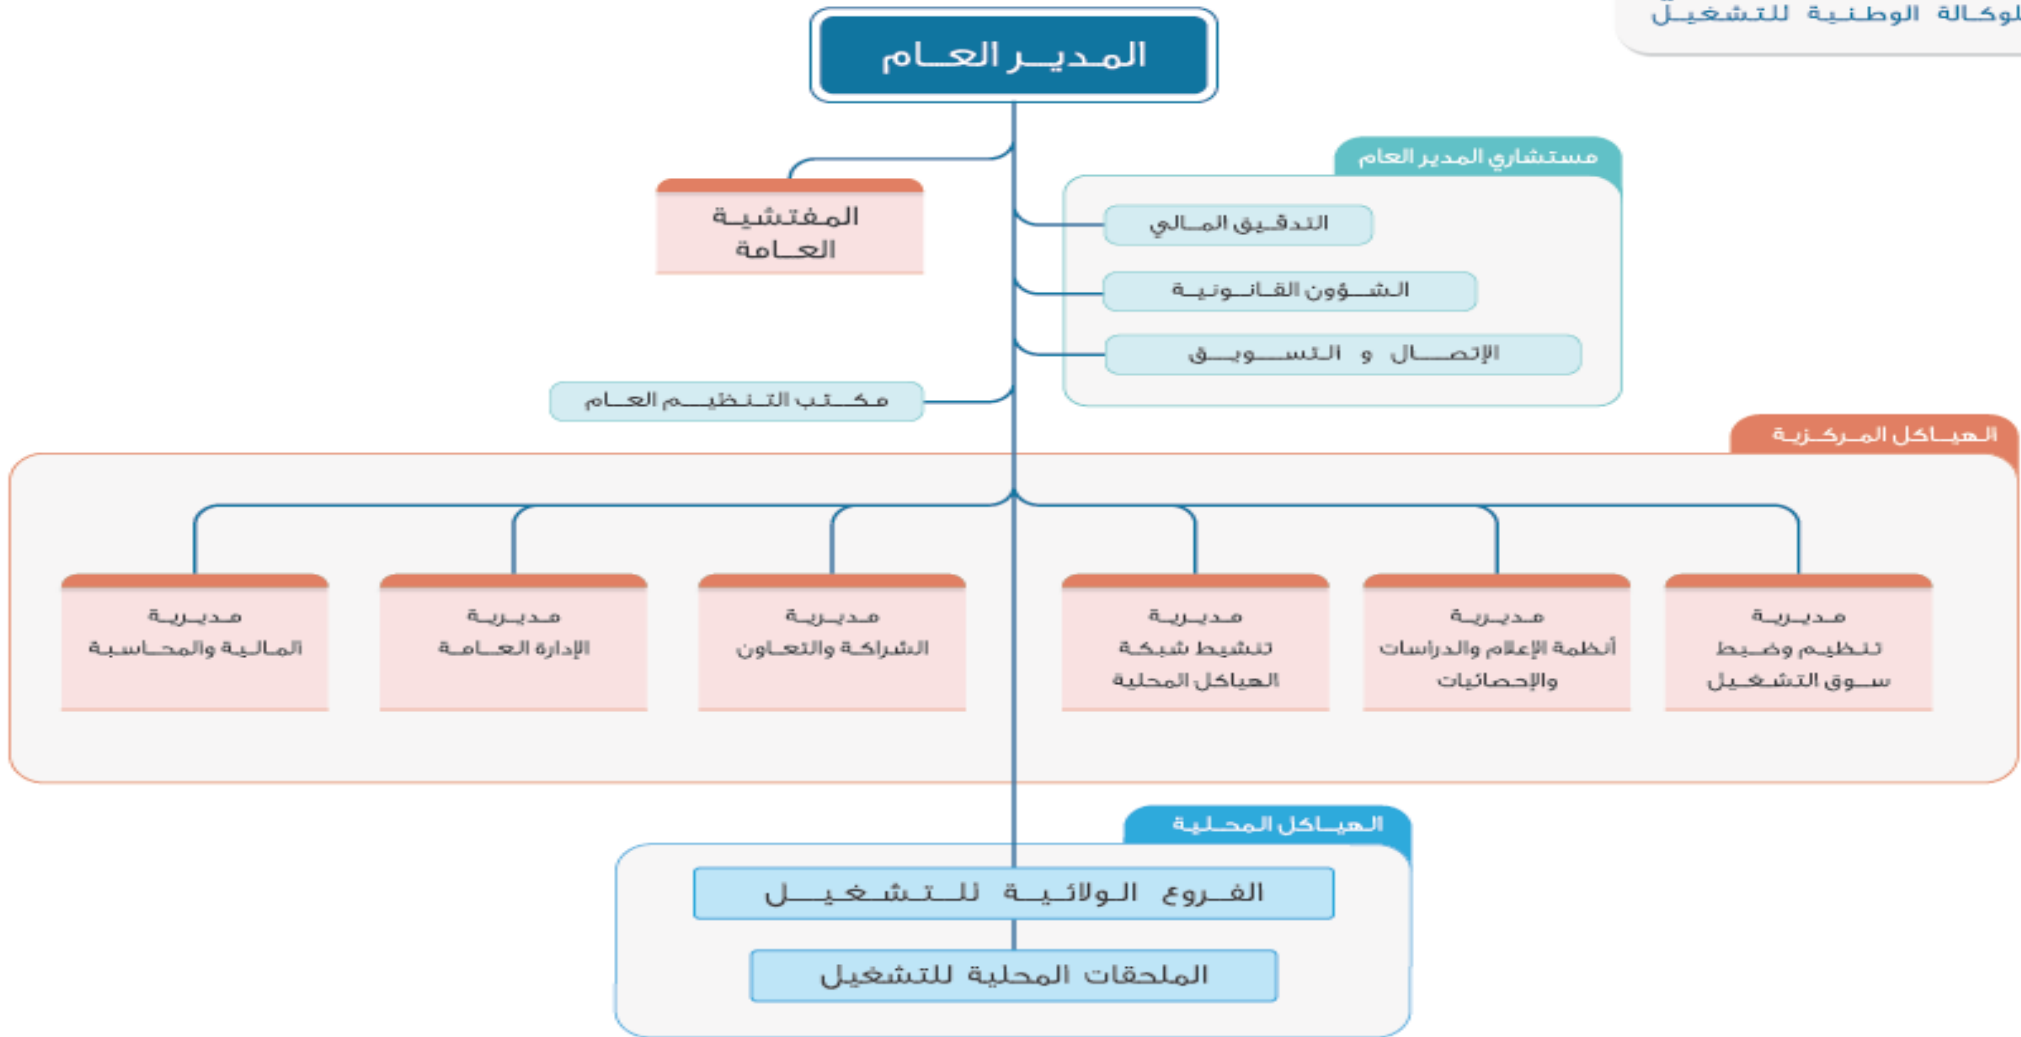 للوكالة الوطنية للتشغيل
المدير العام
مستشاري المدير العام
المفتشية
العامة
التدقيق المالي
الشؤون القانونية
الإتصال و التسويق
مكتب التنظيم العام
الهياكل المركزية
مديرية
تنظيم وضبط
سوق التشغيل
مديرية
أنظمة الإعلام والدراسات
والإحصائيات
مديرية
تنشيط شبكة
الهياكل المحلية
مديرية
الشراكة والتعاون
مديرية
الإدارة العامة
مديرية
المالية والمحاسبة
الهياكل المحلية
الفروع الولائية للتشغيل
الملحقات المحلية للتشغيل